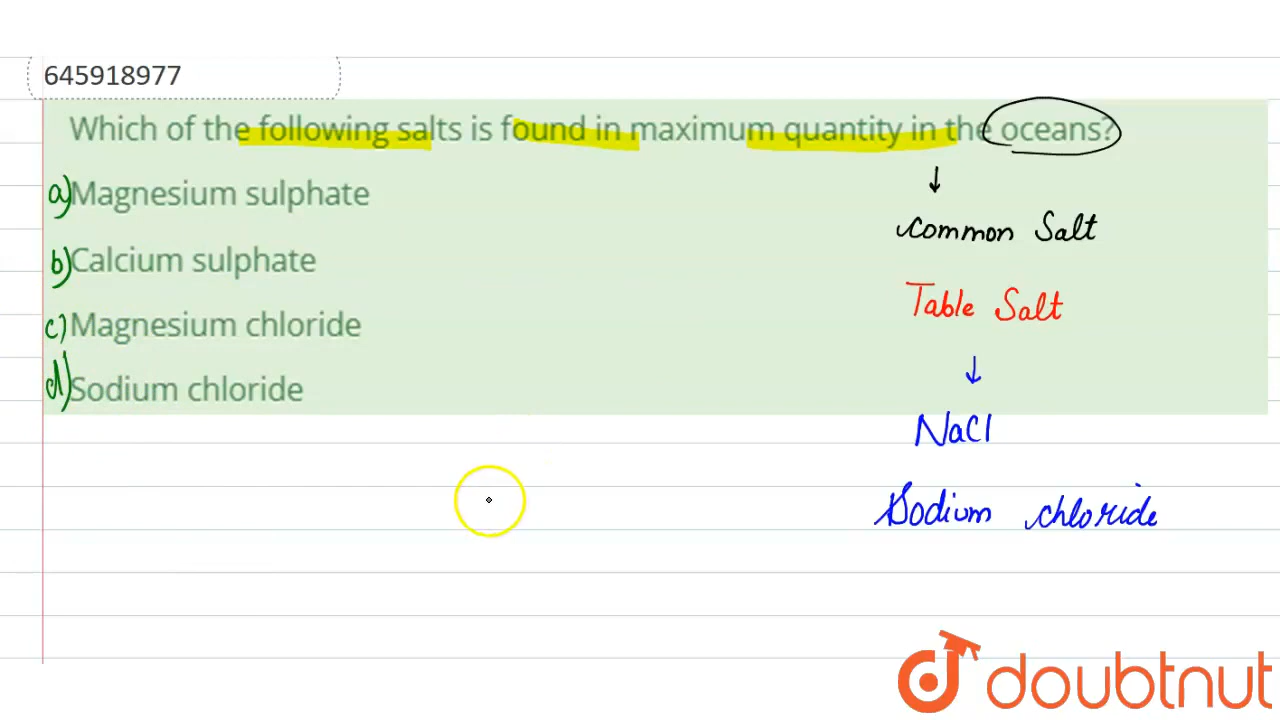 645918977
Which of the following salts is found in maximum quantity in the oceans?
a) Magnesium sulphate
b) Calcium sulphate
c) Magnesium chloride
d) Sodium chloride
↓
Common Salt
Table Salt
↓
NaCl
Sodium chloride
doubtnut